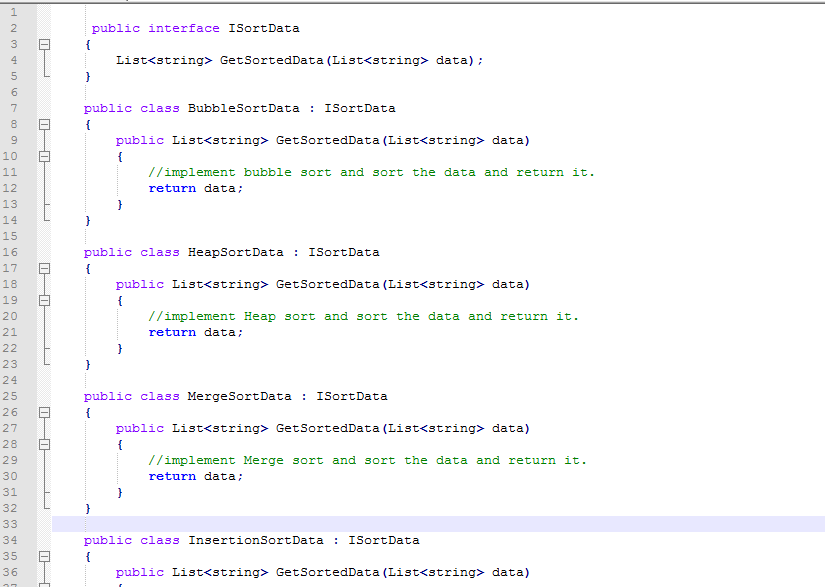 1
2 public interface ISortData
3 {
4 List<string> GetSortedData(List<string> data);
5 }
6
7 public class BubbleSortData : ISortData
8 {
9 public List<string> GetSortedData(List<string> data)
10 {
11 //implement bubble sort and sort the data and return it.
12 return data;
13 }
14 }
15
16 public class HeapSortData : ISortData
17 {
18 public List<string> GetSortedData(List<string> data)
19 {
20 //implement Heap sort and sort the data and return it.
21 return data;
22 }
23 }
24
25 public class MergeSortData : ISortData
26 {
27 public List<string> GetSortedData(List<string> data)
28 {
29 //implement Merge sort and sort the data and return it.
30 return data;
31 }
32 }
33
34 public class InsertionSortData : ISortData
35 {
36 public List<string> GetSortedData(List<string> data)